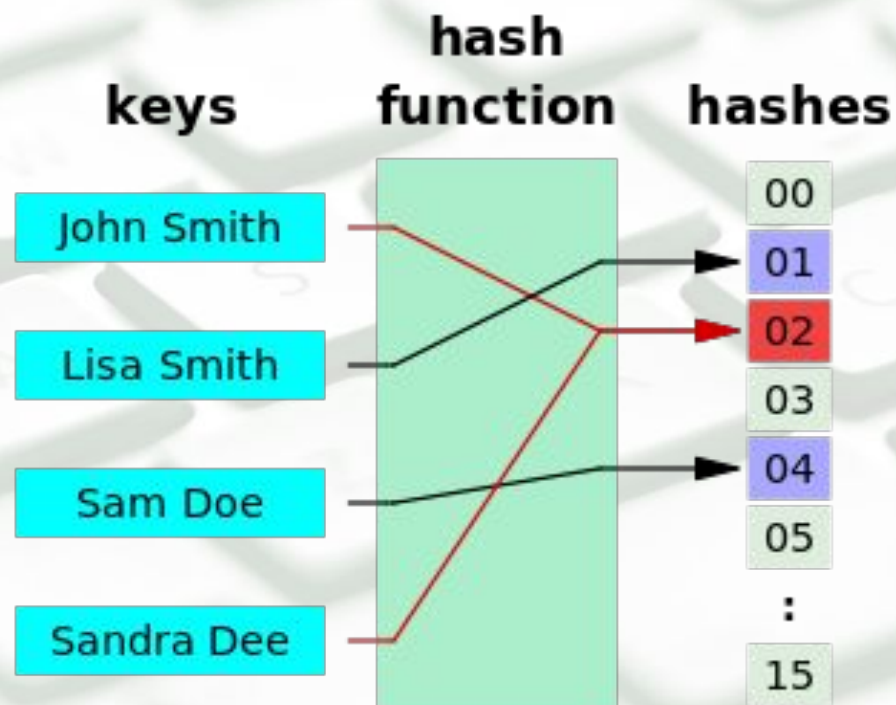 keys
hash
function
hashes
John Smith
Lisa Smith
Sam Doe
Sandra Dee
00
01
02
03
04
05
:
15